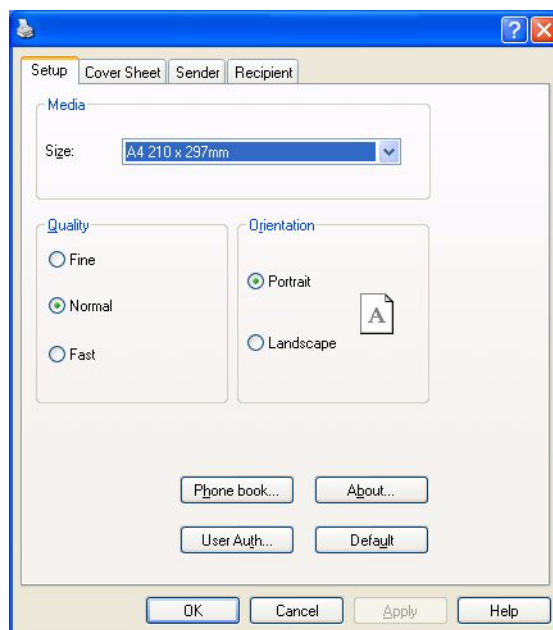 Setup Cover Sheet Sender Recipient
Media
Size: A4 210 x 297mm
Quality
Fine
Normal
Fast
Orientation
Portrait
Landscape
A
Phone book... About...
User Auth... Default
OK Cancel Apply Help